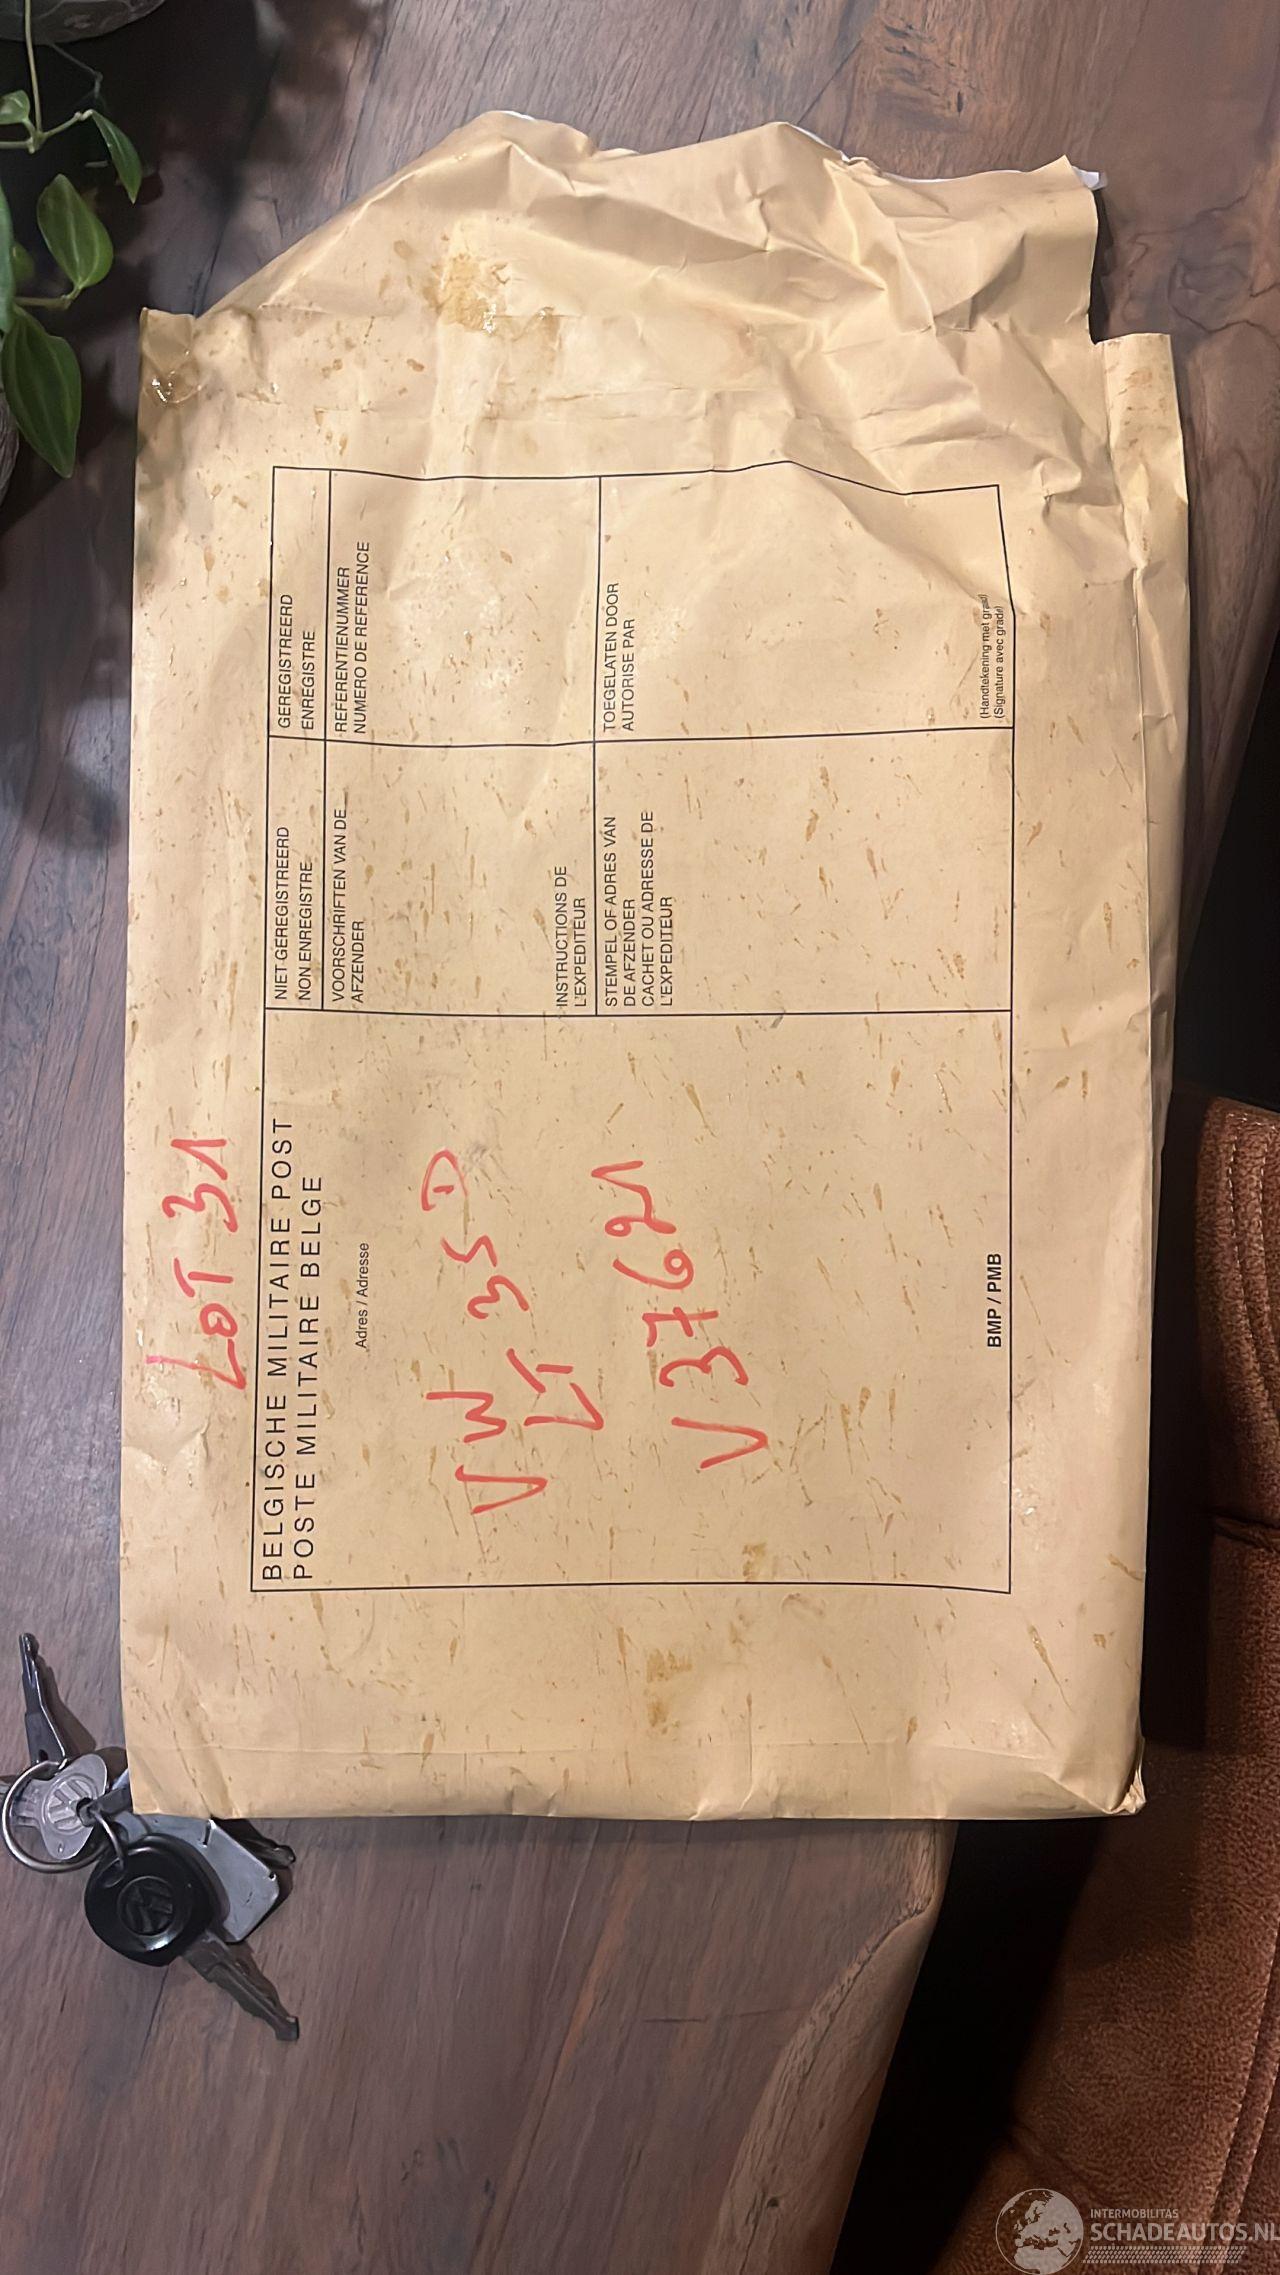 LOT 31
BELGISCHE MILITAIRE POST
POSTE MILITAIRE BELGE
Adres / Adresse
VW 35 D
LT
V 37621
BMP / PMB
NIET GEREGISTREERD
NON ENREGISTRE
VOORSCHRIFTEN VAN DE
AFZENDER
INSTRUCTIONS DE
L'EXPEDITEUR
STEMPEL OF ADRES VAN
DE AFZENDER
CACHET OU ADRESSE DE
L'EXPEDITEUR
GEREGISTREERD
ENREGISTRE
REFERENTIENUMMER
NUMERO DE REFERENCE
TOEGELATEN DOOR
AUTORISE PAR
(Handtekening met graad)
(Signature avec grade)
INTERMOBILITAS
SCHADEAUTOS.NL